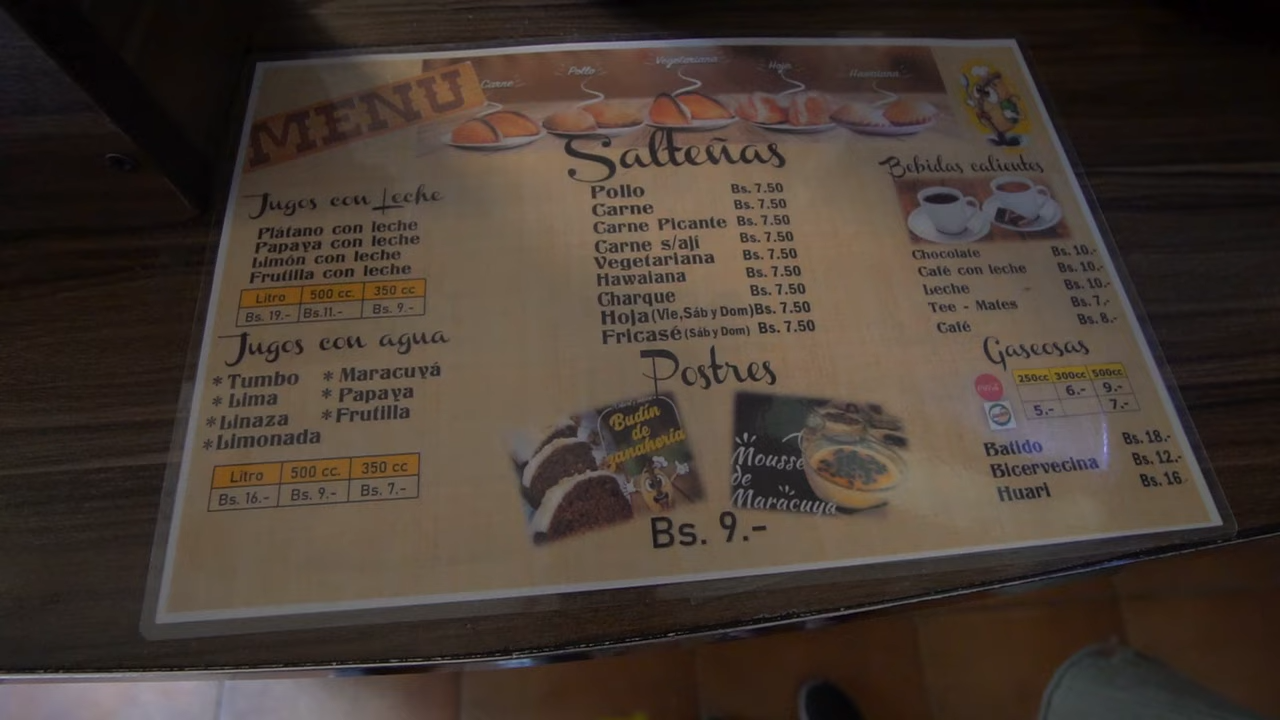 MENU
Carne
Pollo
Vegetariana
Hoja
Hawaiana
Jugos con Leche
Plátano con leche
Papaya con leche
Limón con leche
Frutilla con leche
Litro 500 cc. 350 cc
Bs. 19.- Bs.11.- Bs. 9.-
Jugos con agua
* Tumbo * Maracuyá
* Lima * Papaya
*Linaza *Frutilla
*Limonada
Litro 500 cc. 350 cc
Bs. 16.- Bs. 9.- Bs. 7.-
Salteñas
Pollo Bs. 7.50
Carne Bs. 7.50
Carne Picante Bs. 7.50
Carne s/ají Bs. 7.50
Vegetariana Bs. 7.50
Hawaiana Bs. 7.50
Charque Bs. 7.50
Hoja (Vie,Sáb y Dom) Bs. 7.50
Fricasé (Sáb y Dom) Bs. 7.50
Postres
Budín
de
zanahoria
Mousse
de
Maracuya
Bs. 9.-
Bebidas calientes
Chocolate Bs. 10.-
Café con leche Bs. 10.-
Leche Bs. 10.-
Tee - Mates Bs. 7.-
Café Bs. 8.-
Gaseosas
250cc 300cc 500cc
6.- 9.-
5.- 7.-
Batido Bs. 18.-
Bicervecina Bs. 12.-
Huari Bs. 16